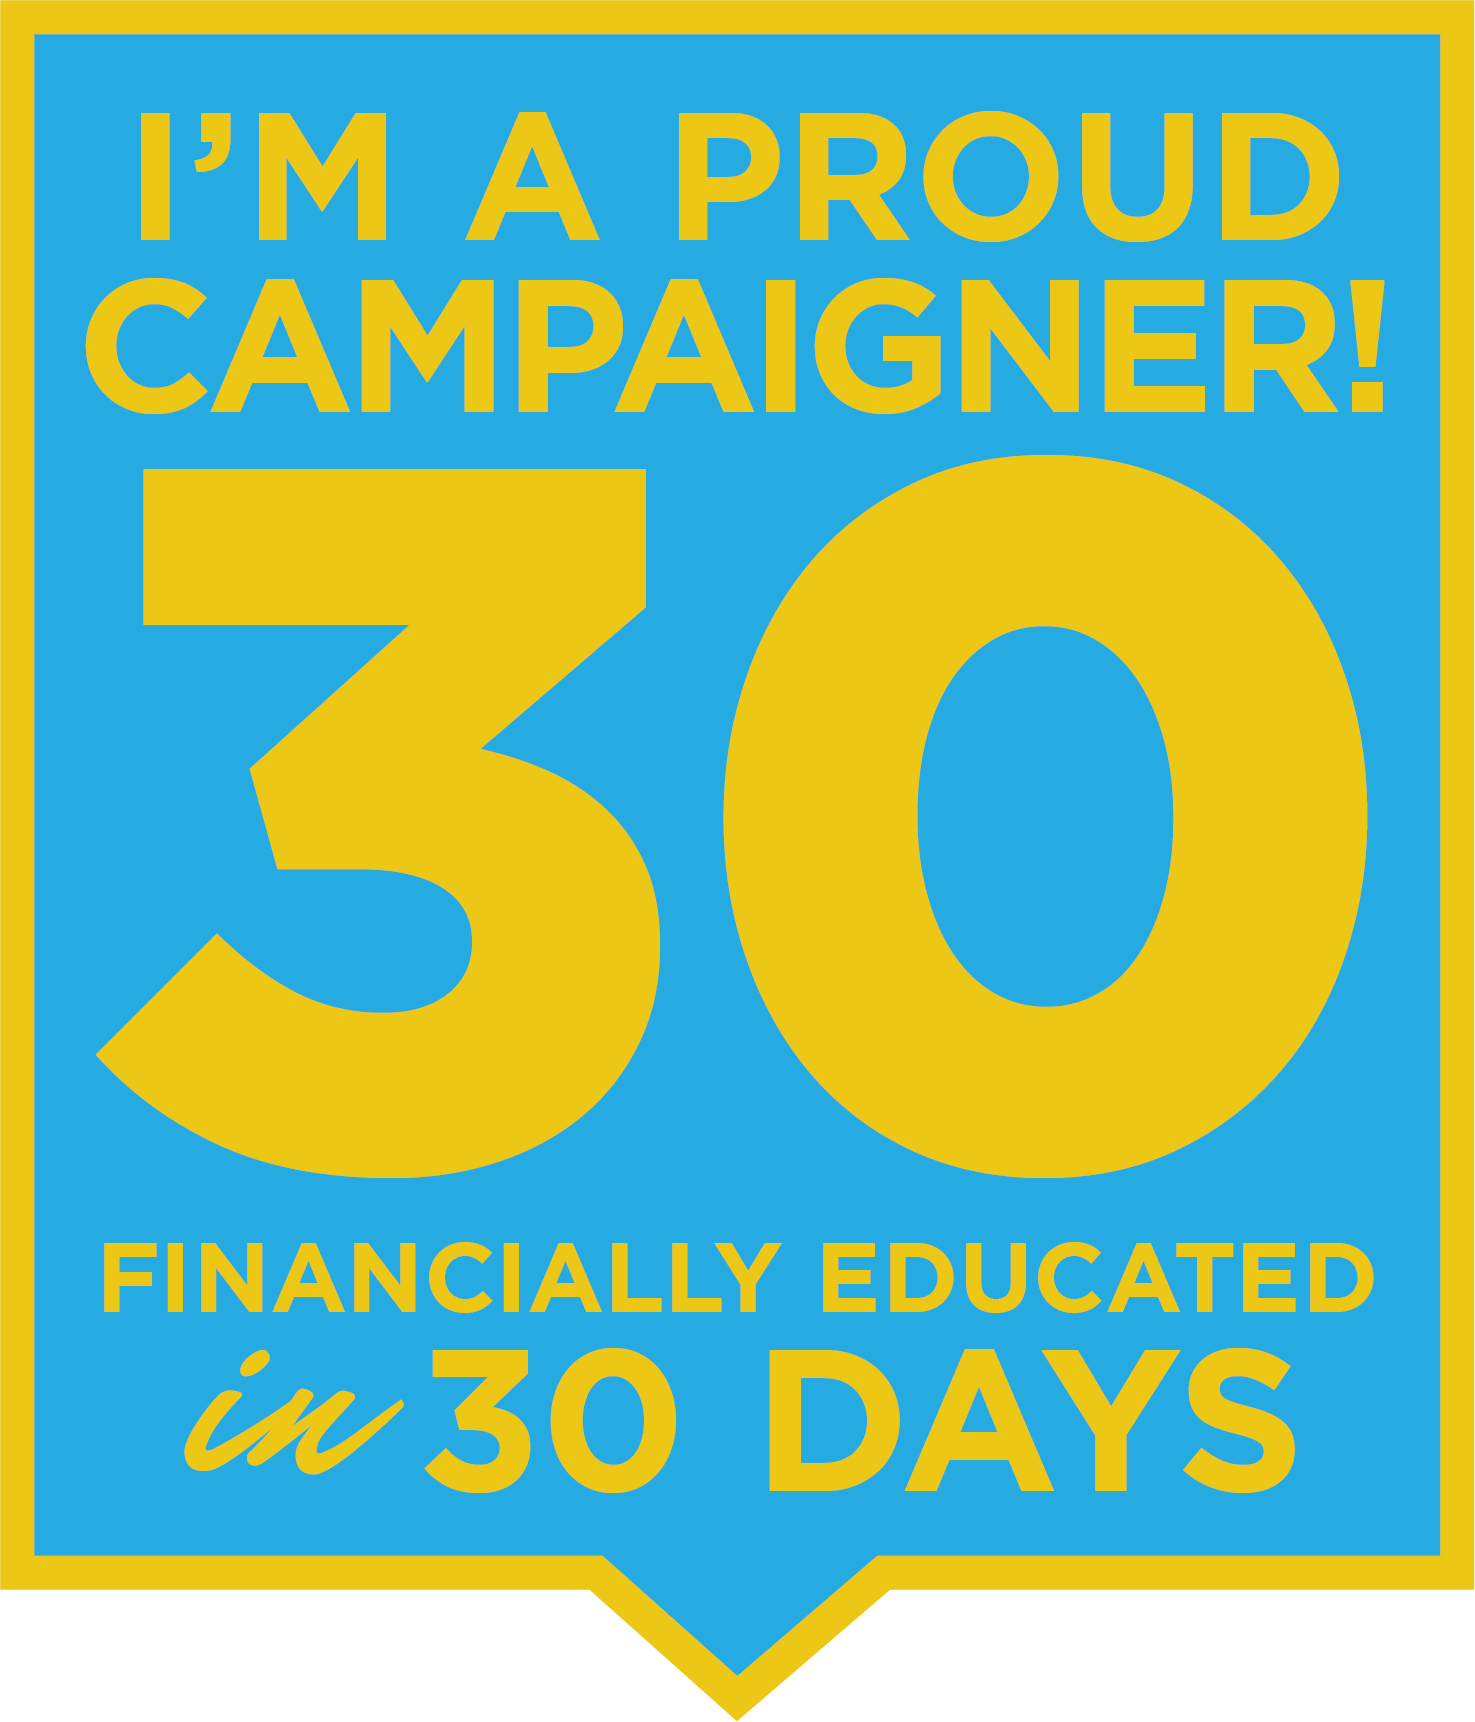 I'M A PROUD
CAMPAIGNER!
30
FINANCIALLY EDUCATED
in 30 DAYS